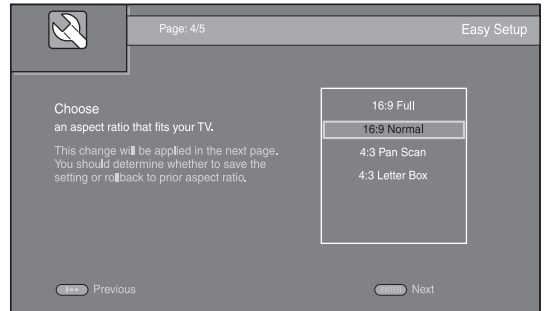 Page: 4/5
Easy Setup
Choose
an aspect ratio that fits your TV.
This change will be applied in the next page.
You should determine whether to save the
setting or rollback to prior aspect ratio.
16:9 Full
16:9 Normal
4:3 Pan Scan
4:3 Letter Box
Previous
ENTER Next